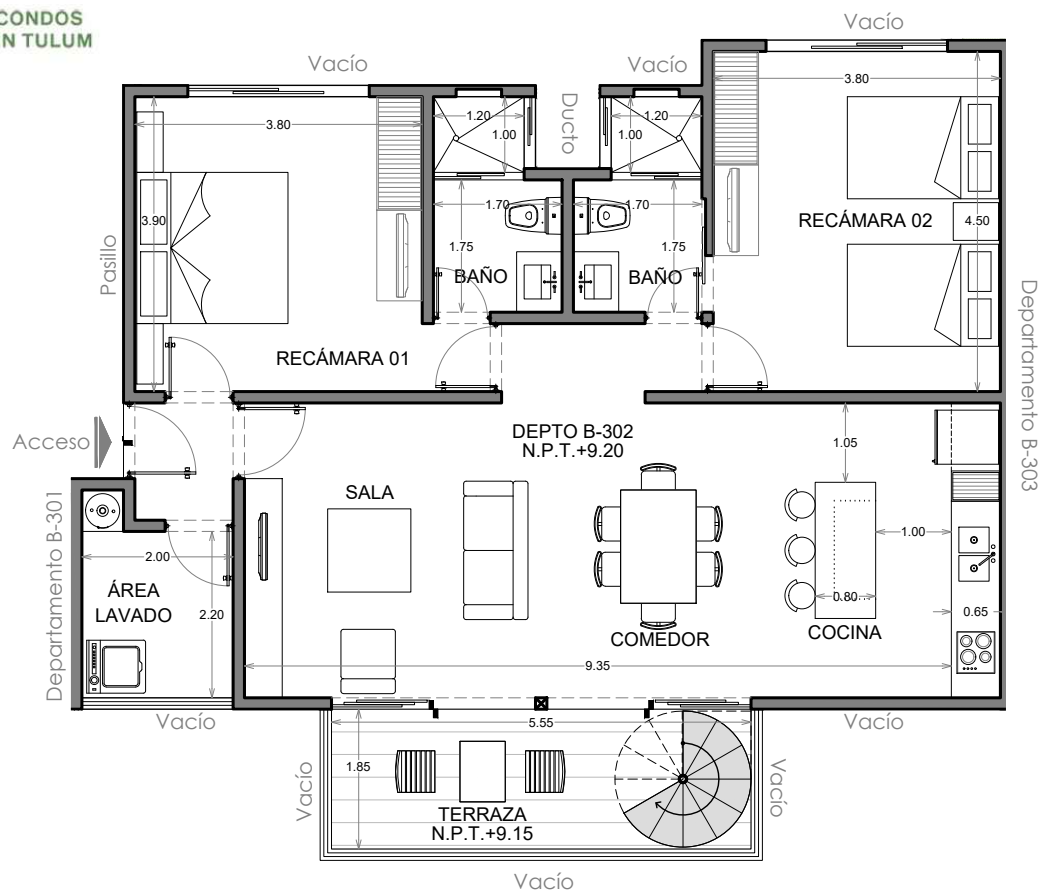 CONDOS
N TULUM
Vacío
Vacío
Vacío
3.80
3.80
1.20
1.00
Ducto
1.20
1.00
Pasillo
3.90
1.70
1.70
RECÁMARA 02
4.50
1.75
1.75
BAÑO
BAÑO
RECÁMARA 01
Departamento B-303
Acceso
DEPTO B-302
N.P.T.+9.20
1.05
SALA
Departamento B-301
1.00
2.00
ÁREA
LAVADO
2.20
0.80
0.65
COMEDOR
COCINA
9.35
Vacío
5.55
Vacío
1.85
Vacío
Vacío
TERRAZA
N.P.T.+9.15
Vacío